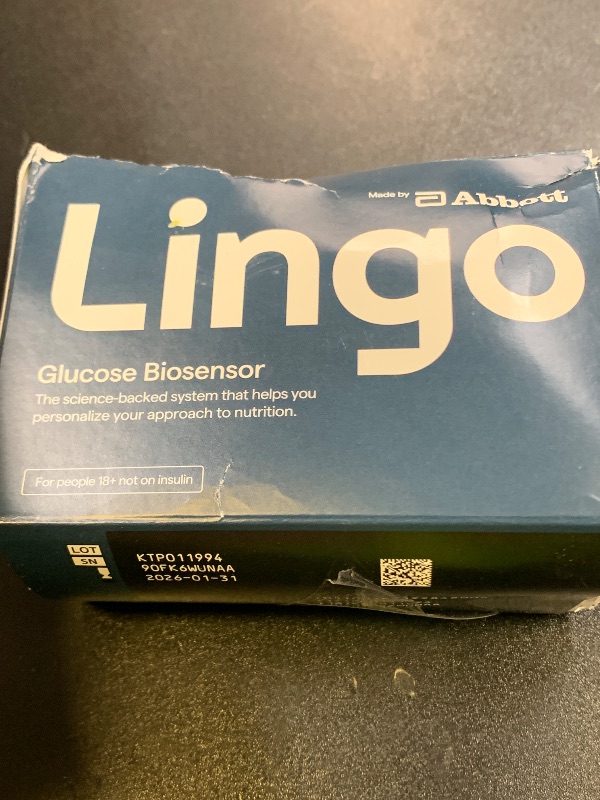 Made by Abbott
Lingo
Glucose Biosensor
The science-backed system that helps you
personalize your approach to nutrition.
For people 18+ not on insulin
LOT KTP011994
SN 90FK6WUNAA
2026-01-31